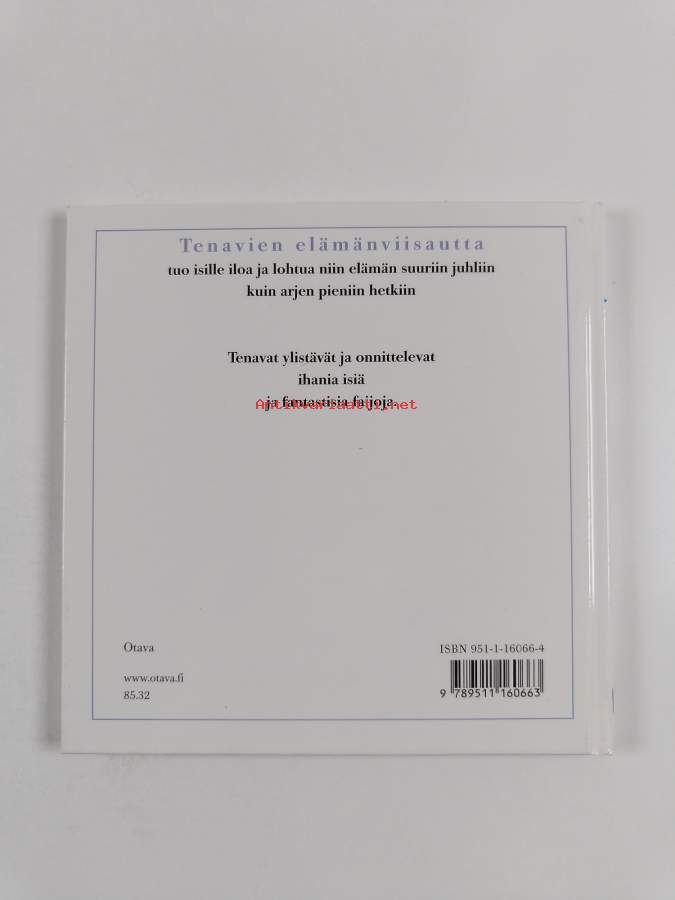 Tenavien elämänviisautta
tuo isille iloa ja lohtua niin elämän suuriin juhliin
kuin arjen pieniin hetkiin
Tenavat ylistävät ja onnittelevat
ihania isiä
ja fantastisia faijoja.
Antikvariaatti.net
Otava
www.otava.fi
85.32
ISBN 951-1-16066-4
9 789511 160663